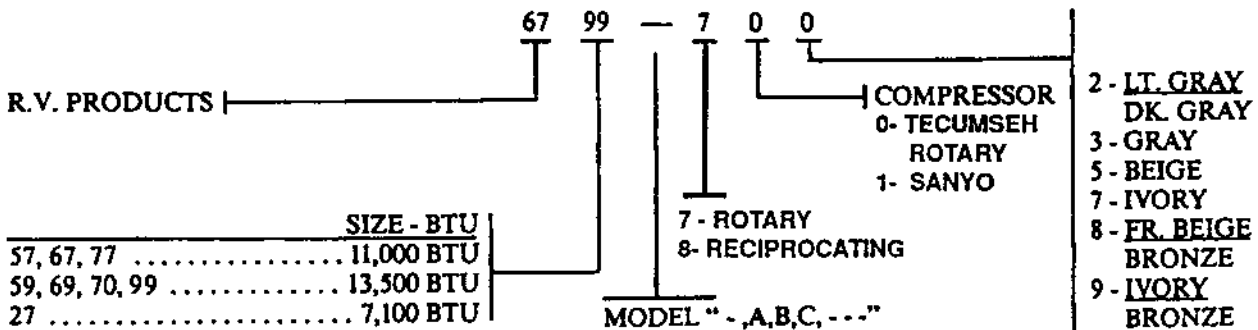 67 99 — 7 0 0
R.V. PRODUCTS
COMPRESSOR
0- TECUMSEH
ROTARY
1- SANYO
2 - LT. GRAY
DK. GRAY
3 - GRAY
5 - BEIGE
7 - IVORY
8 - FR. BEIGE
BRONZE
9 - IVORY
BRONZE
7 - ROTARY
8- RECIPROCATING
SIZE - BTU
57, 67, 77 ................ 11,000 BTU
59, 69, 70, 99 ............. 13,500 BTU
27 ...................... 7,100 BTU
MODEL " - ,A,B,C, - - -"